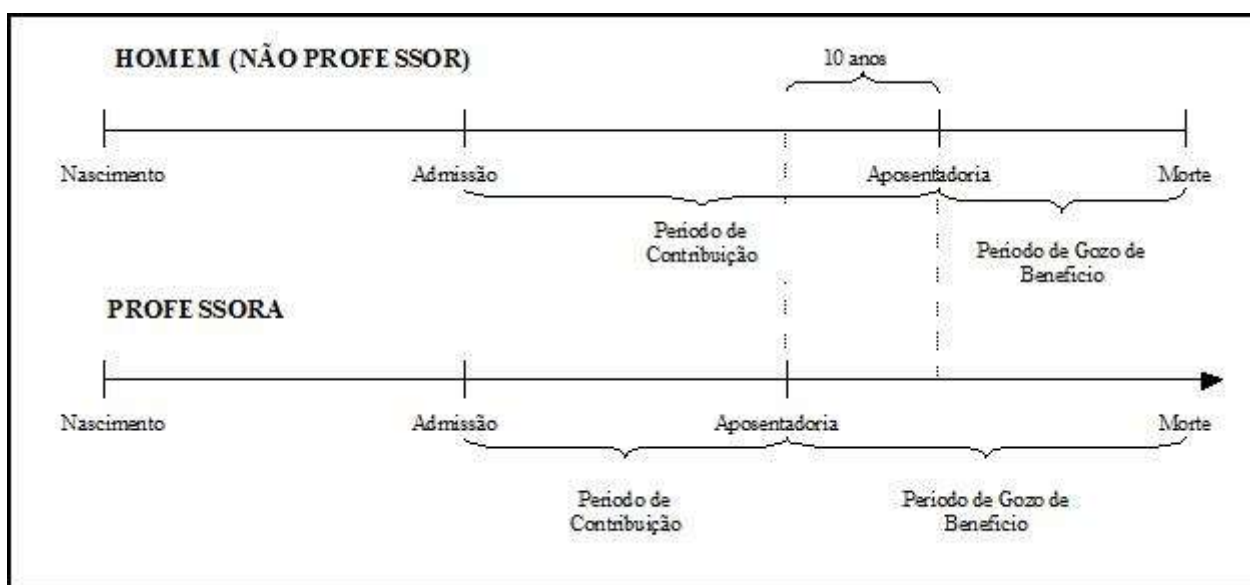 HOMEM (NÃO PROFESSOR)
10 anos
Nascimento
Admissão
Aposentadoria
Morte
Período de
Contribuição
Período de Gozo de
Benefício
PROFESSORA
Nascimento
Admissão
Aposentadoria
Morte
Período de
Contribuição
Período de Gozo de
Benefício